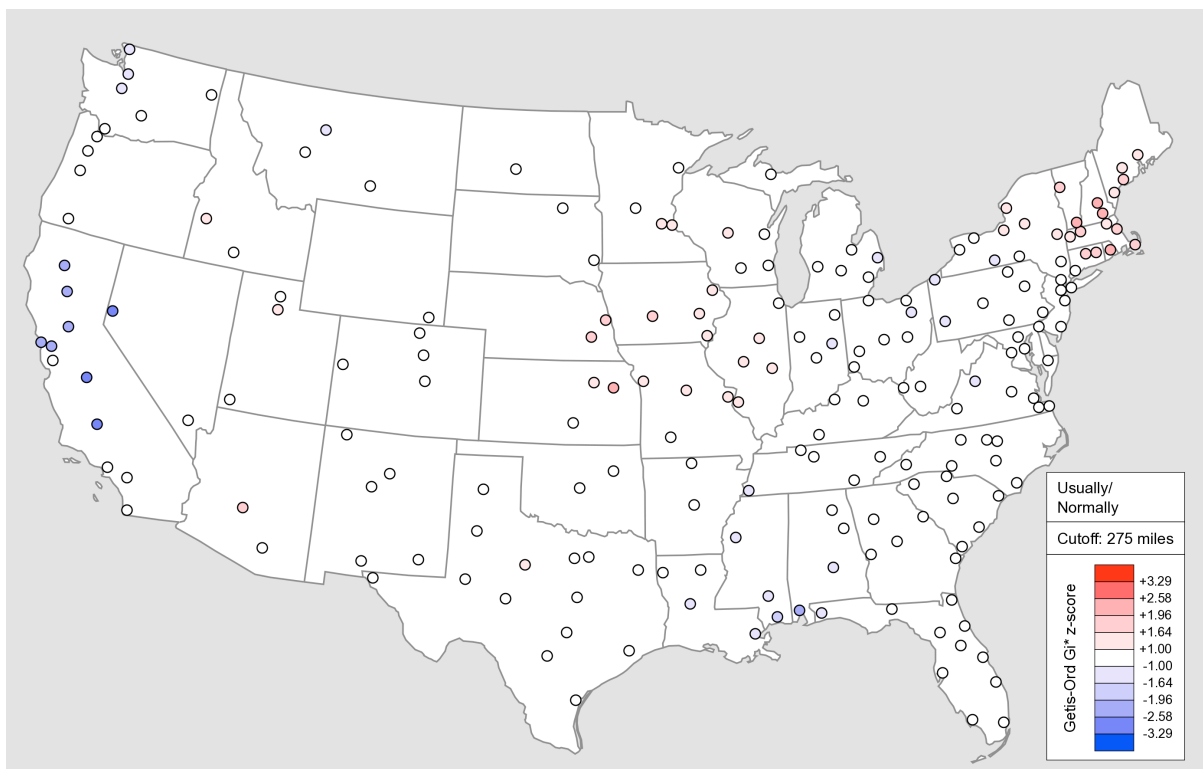 Usually/
Normally
Cutoff: 275 miles
Getis-Ord Gi* z-score
+3.29
+2.58
+1.96
+1.64
+1.00
-1.00
-1.64
-1.96
-2.58
-3.29